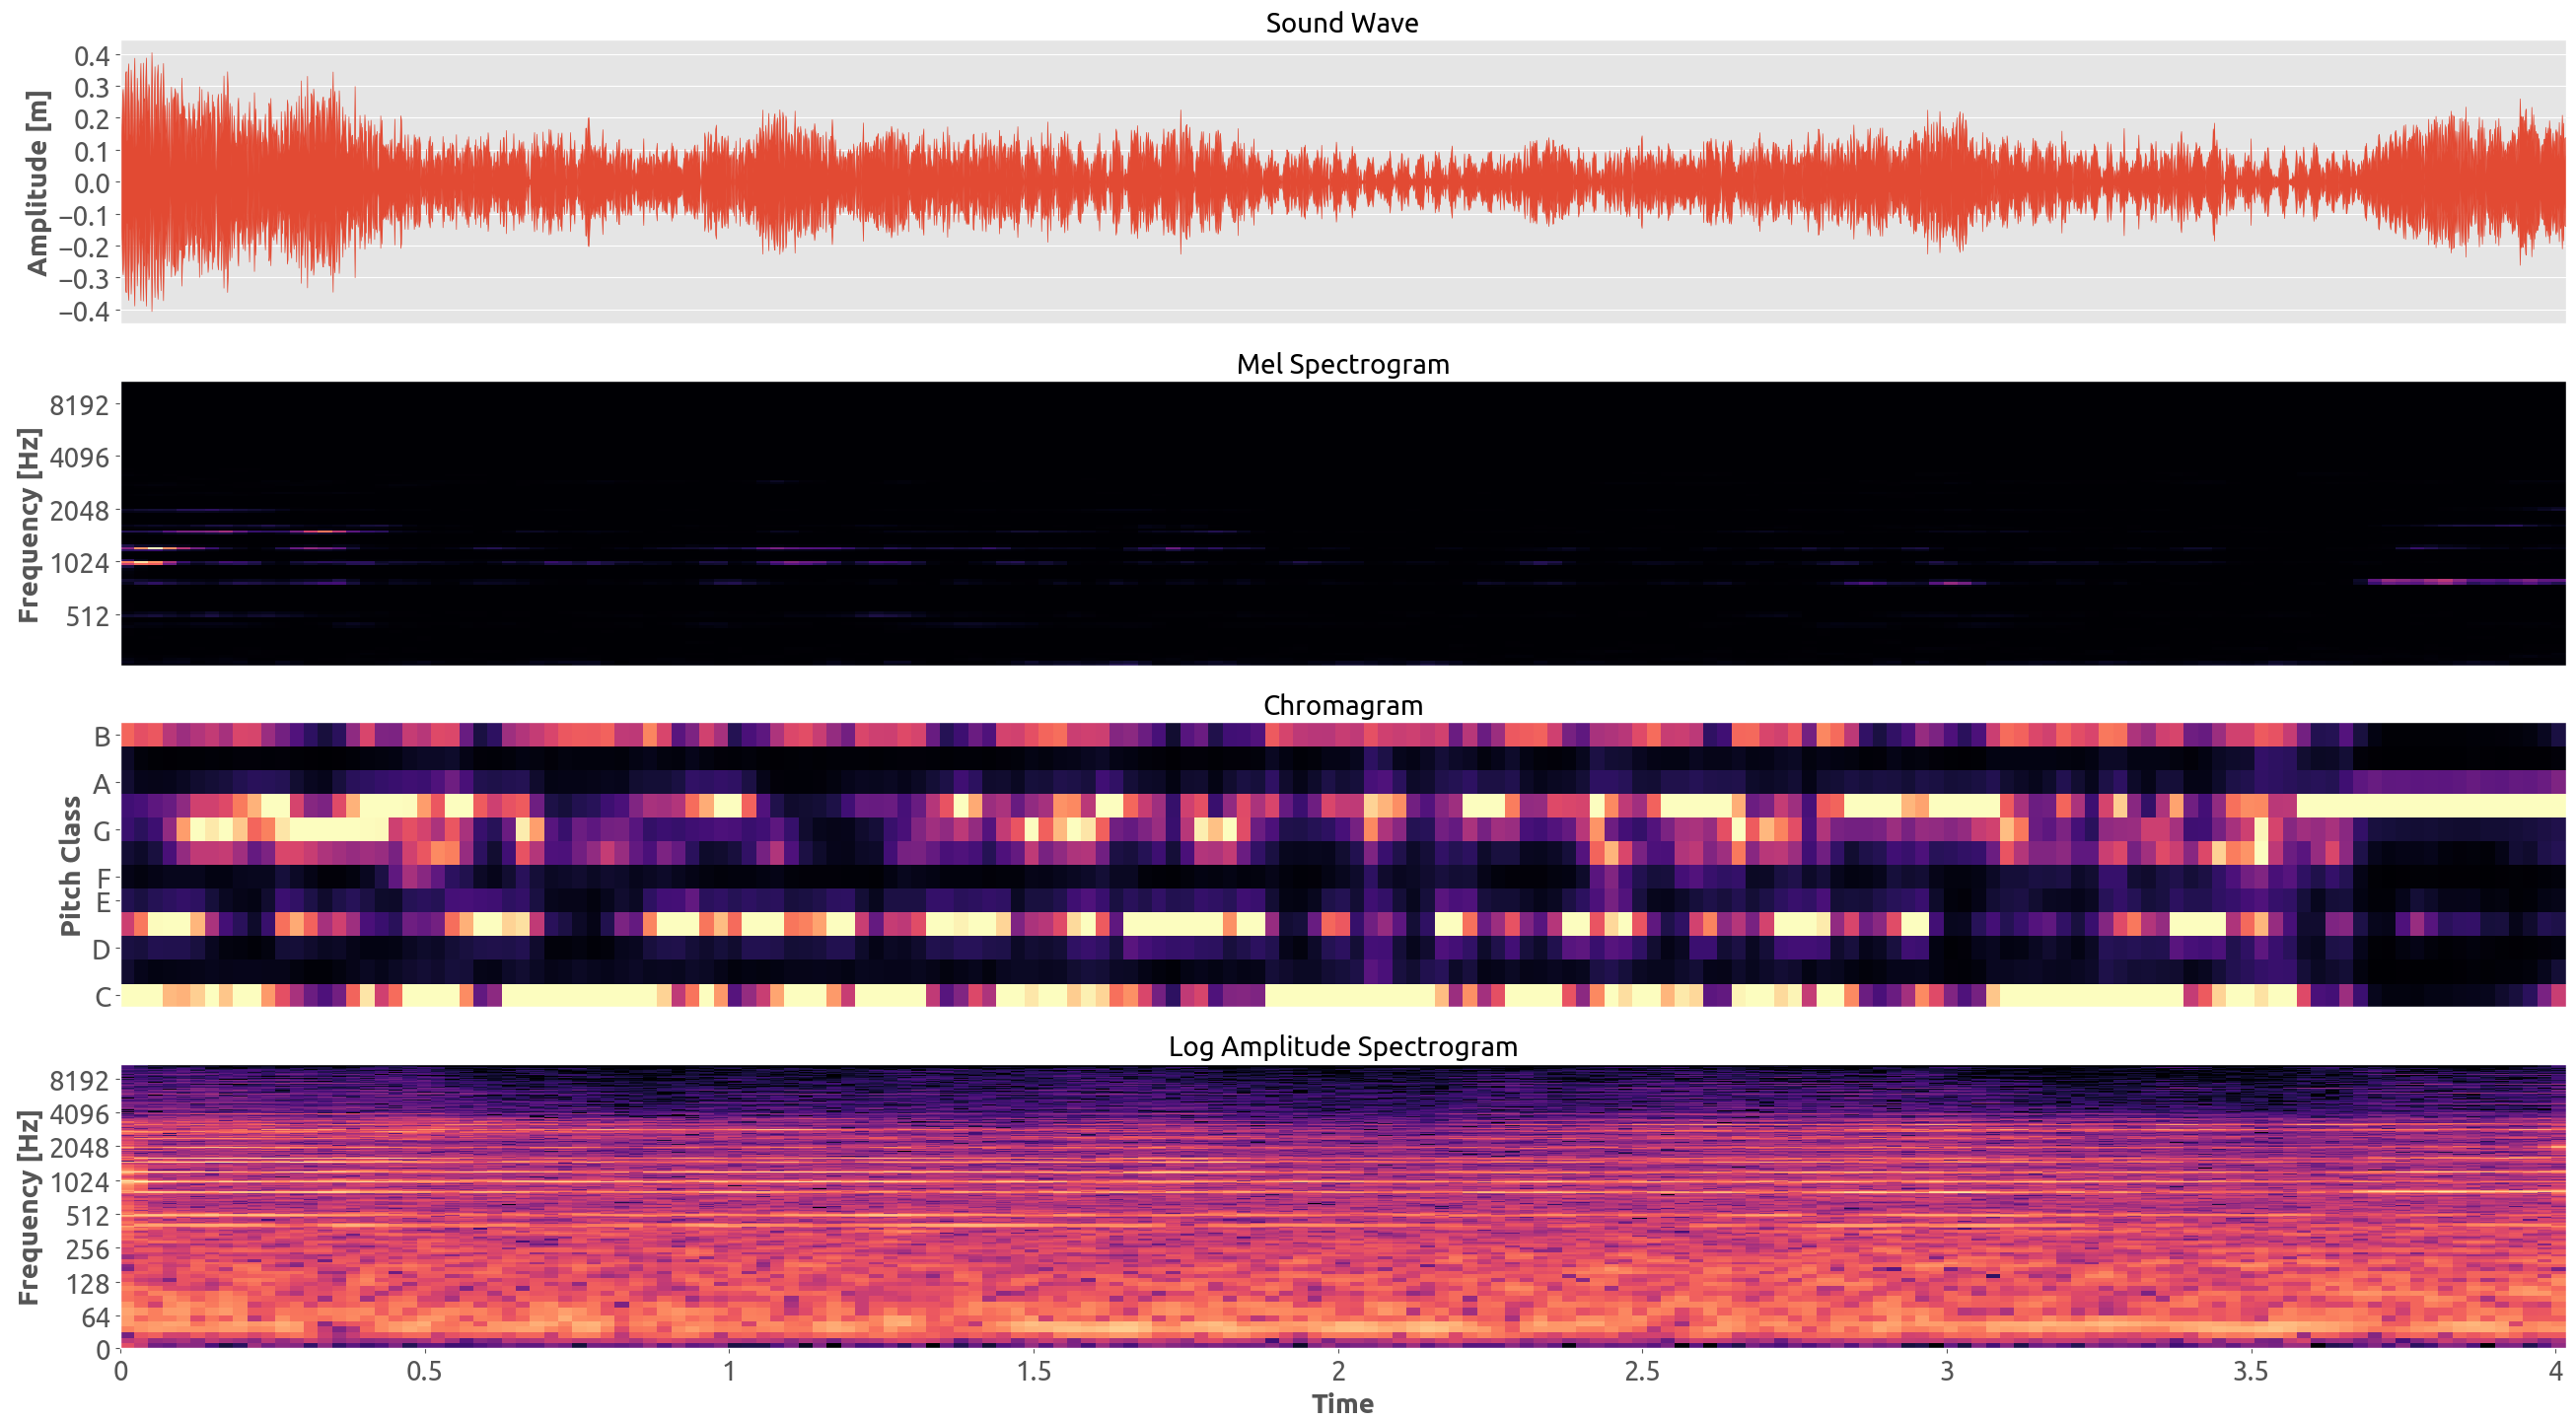 Sound Wave
0.4
0.3
0.2
0.1
0.0
−0.1
−0.2
−0.3
−0.4
Amplitude [m]
Mel Spectrogram
8192
4096
2048
1024
512
Frequency [Hz]
Chromagram
B
A
G
F
E
D
C
Pitch Class
Log Amplitude Spectrogram
8192
4096
2048
1024
512
256
128
64
0
Frequency [Hz]
0 0.5 1 1.5 2 2.5 3 3.5 4
Time